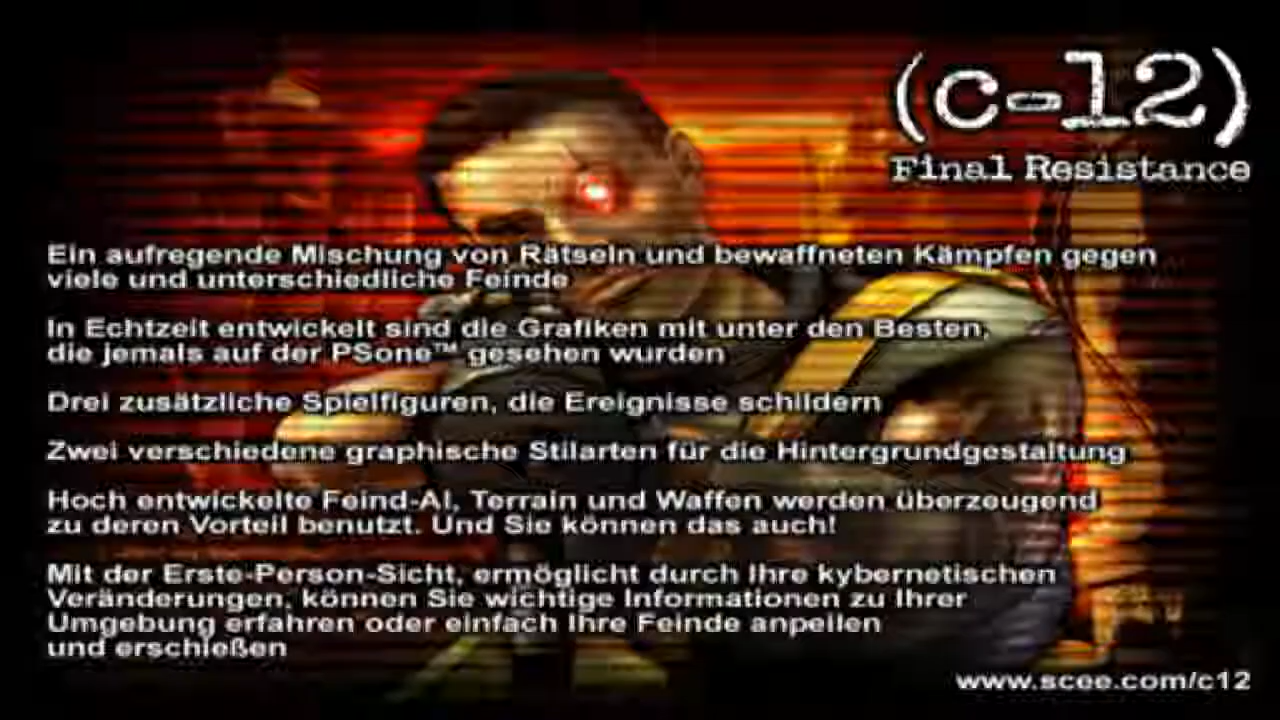 (c-12)
Final Resistance
Ein aufregende Mischung von Rätseln und bewaffneten Kämpfen gegen
viele und unterschiedliche Feinde
In Echtzeit entwickelt sind die Grafiken mit unter den Besten,
die jemals auf der PSone™ gesehen wurden
Drei zusätzliche Spielfiguren, die Ereignisse schildern
Zwei verschiedene graphische Stilarten für die Hintergrundgestaltung
Hoch entwickelte Feind-AI, Terrain und Waffen werden überzeugend
zu deren Vorteil benutzt. Und Sie können das auch!
Mit der Erste-Person-Sicht, ermöglicht durch Ihre kybernetischen
Veränderungen, können Sie wichtige Informationen zu Ihrer
Umgebung erfahren oder einfach Ihre Feinde anpeilen
und erschießen
www.scee.com/c12